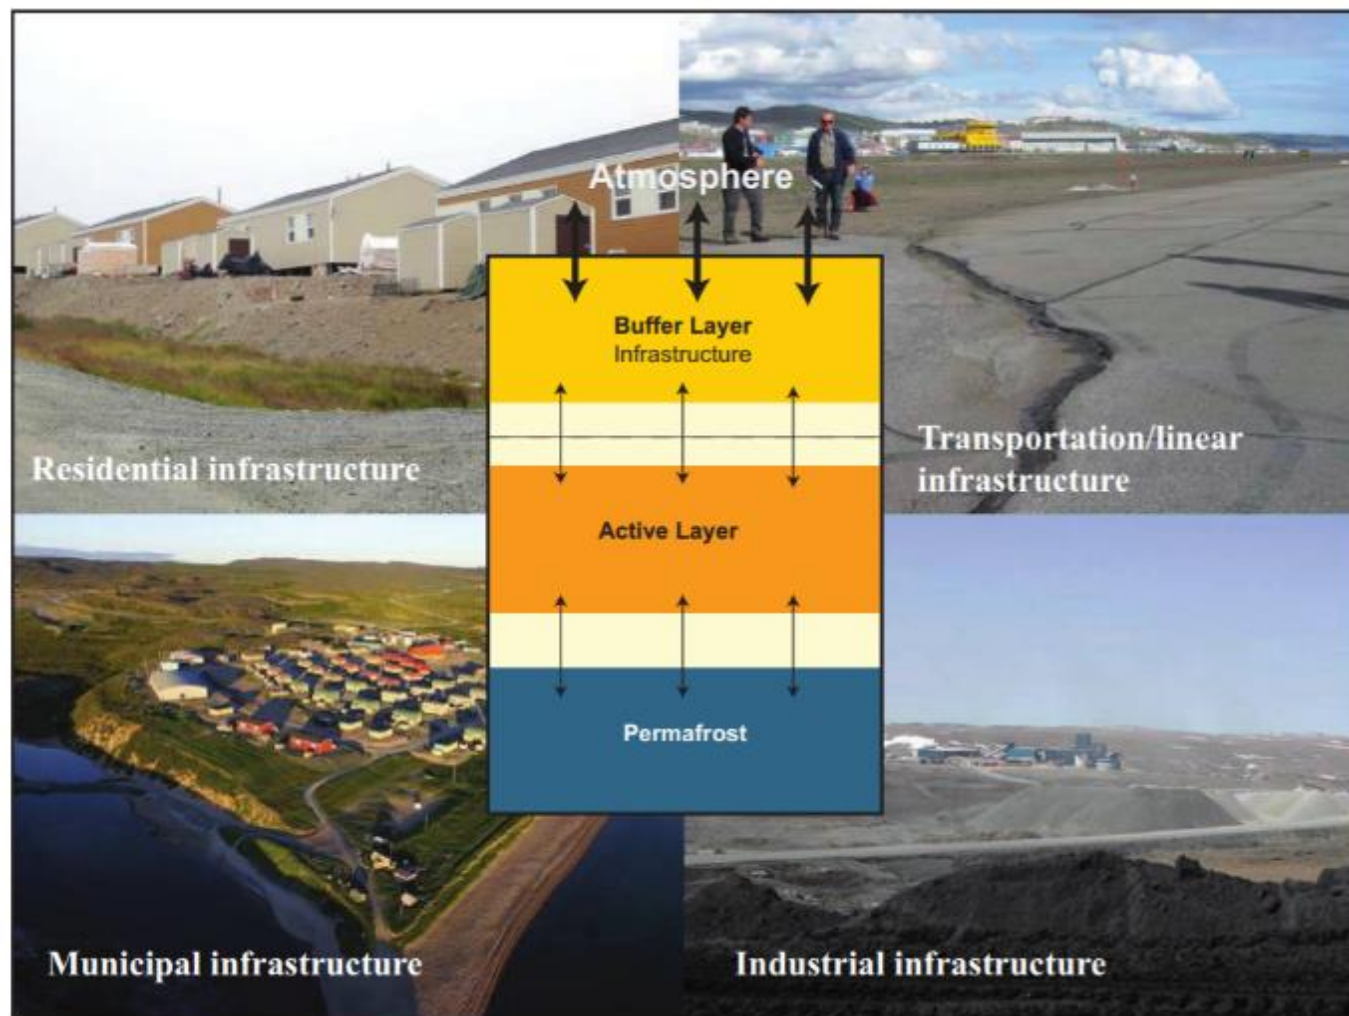 Atmosphere
Buffer Layer
Infrastructure
Residential infrastructure
Transportation/linear
infrastructure
Active Layer
Permafrost
Municipal infrastructure
Industrial infrastructure